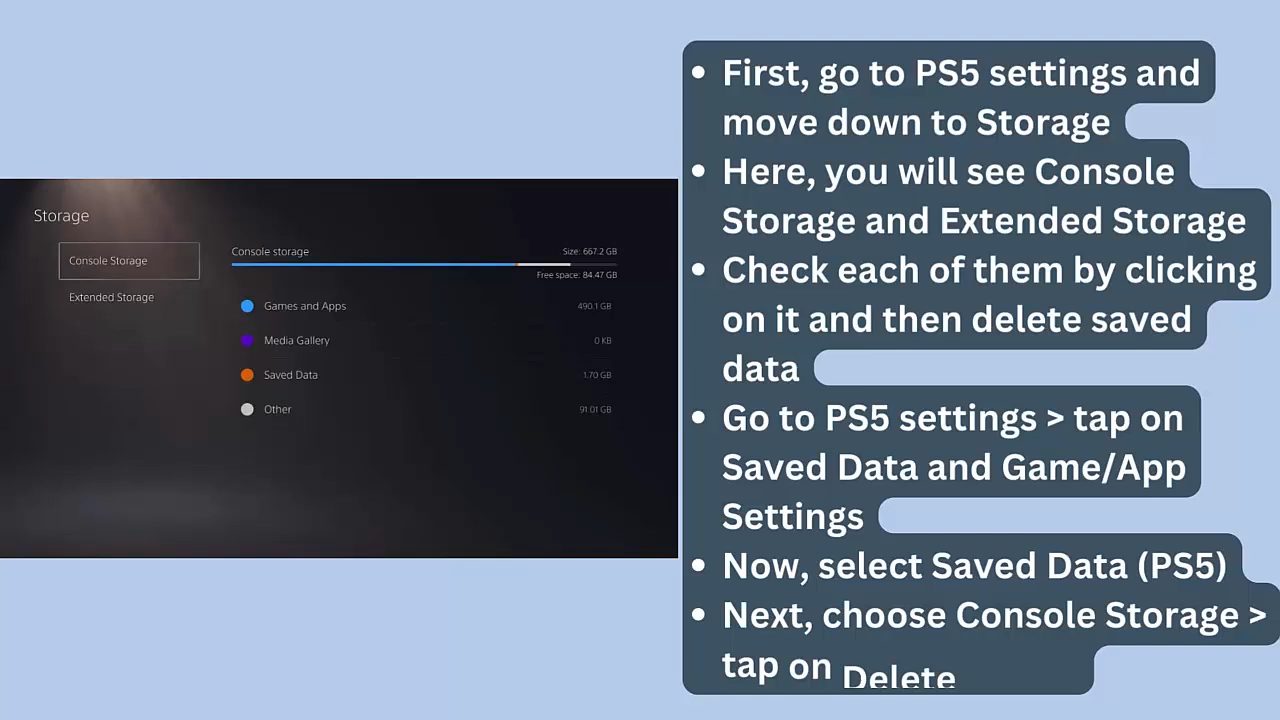 Storage
Console Storage
Extended Storage
Console storage
Size: 667.2 GB
Free space: 84.47 GB
Games and Apps
490.1 GB
Media Gallery
0 KB
Saved Data
1.70 GB
Other
91.01 GB
• First, go to PS5 settings and
move down to Storage
• Here, you will see Console
Storage and Extended Storage
• Check each of them by clicking
on it and then delete saved
data
• Go to PS5 settings > tap on
Saved Data and Game/App
Settings
• Now, select Saved Data (PS5)
• Next, choose Console Storage >
tap on Delete